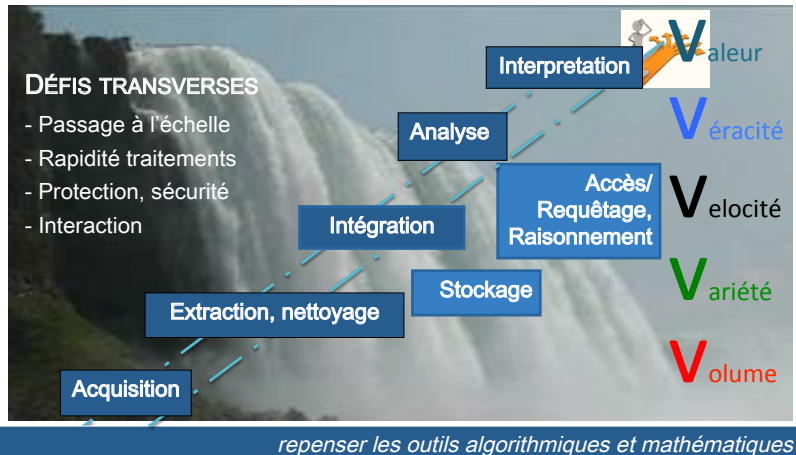 DÉFIS TRANSVERSES
- Passage à l'échelle
- Rapidité traitements
- Protection, sécurité
- Interaction
Interpretation
Analyse
Intégration
Extraction, nettoyage
Acquisition
Accès/
Requêtage,
Raisonnement
Stockage
Valeur
Véracité
Velocité
Variété
Volume
repenser les outils algorithmiques et mathématiques